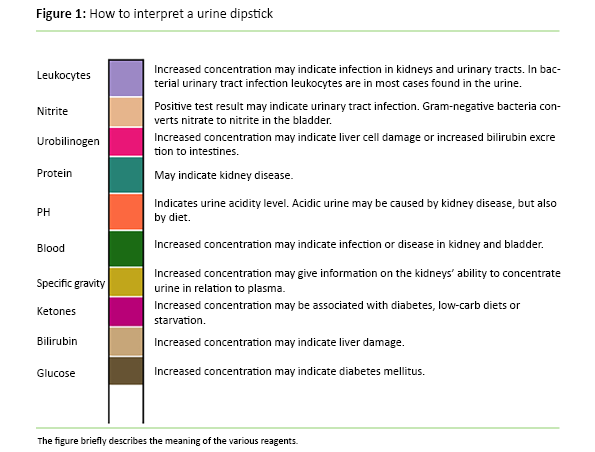 Figure 1: How to interpret a urine dipstick
Leukocytes
Increased concentration may indicate infection in kidneys and urinary tracts. In bac-
terial urinary tract infection leukocytes are in most cases found in the urine.
Nitrite
Positive test result may indicate urinary tract infection. Gram-negative bacteria con-
verts nitrate to nitrite in the bladder.
Urobilinogen
Increased concentration may indicate liver cell damage or increased bilirubin excre
tion to intestines.
Protein
May indicate kidney disease.
PH
Indicates urine acidity level. Acidic urine may be caused by kidney disease, but also
by diet.
Blood
Increased concentration may indicate infection or disease in kidney and bladder.
Specific gravity
Increased concentration may give information on the kidneys’ ability to concentrate
urine in relation to plasma.
Ketones
Increased concentration may be associated with diabetes, low-carb diets or
starvation.
Bilirubin
Increased concentration may indicate liver damage.
Glucose
Increased concentration may indicate diabetes mellitus.
The figure briefly describes the meaning of the various reagents.